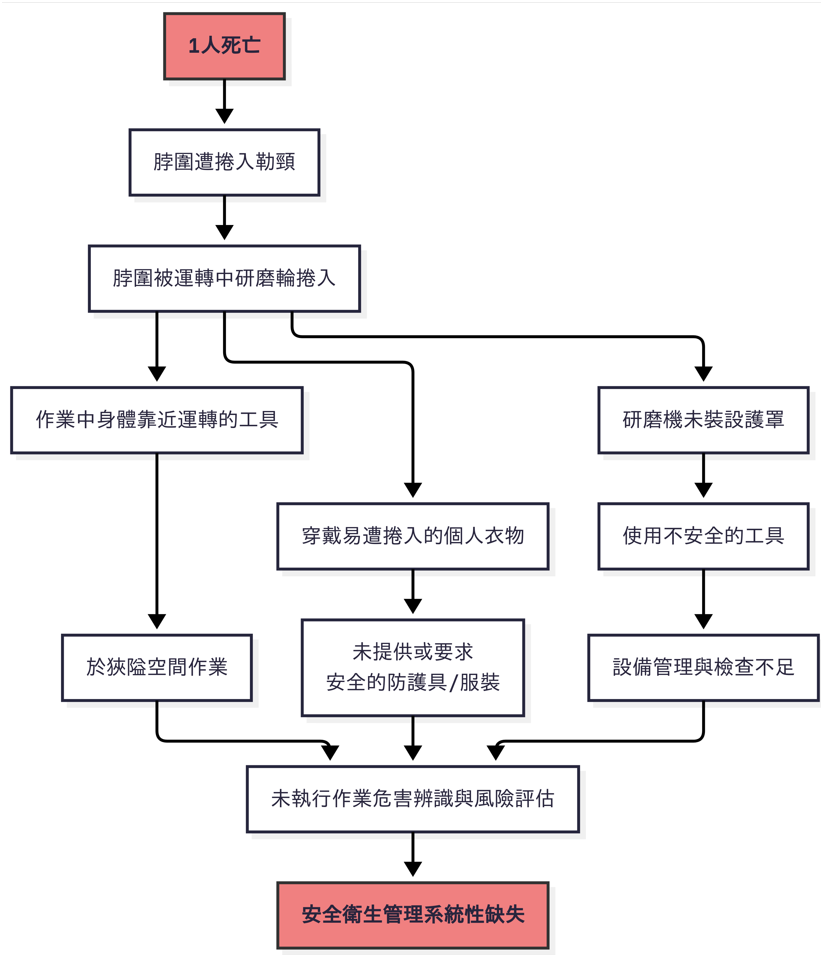 1人死亡
脖圍遭捲入勒頸
脖圍被運轉中研磨輪捲入
作業中身體靠近運轉的工具
研磨機未裝設護罩
穿戴易遭捲入的個人衣物
使用不安全的工具
於狹隘空間作業
未提供或要求
安全的防護具/服裝
設備管理與檢查不足
未執行作業危害辨識與風險評估
安全衛生管理系統性缺失